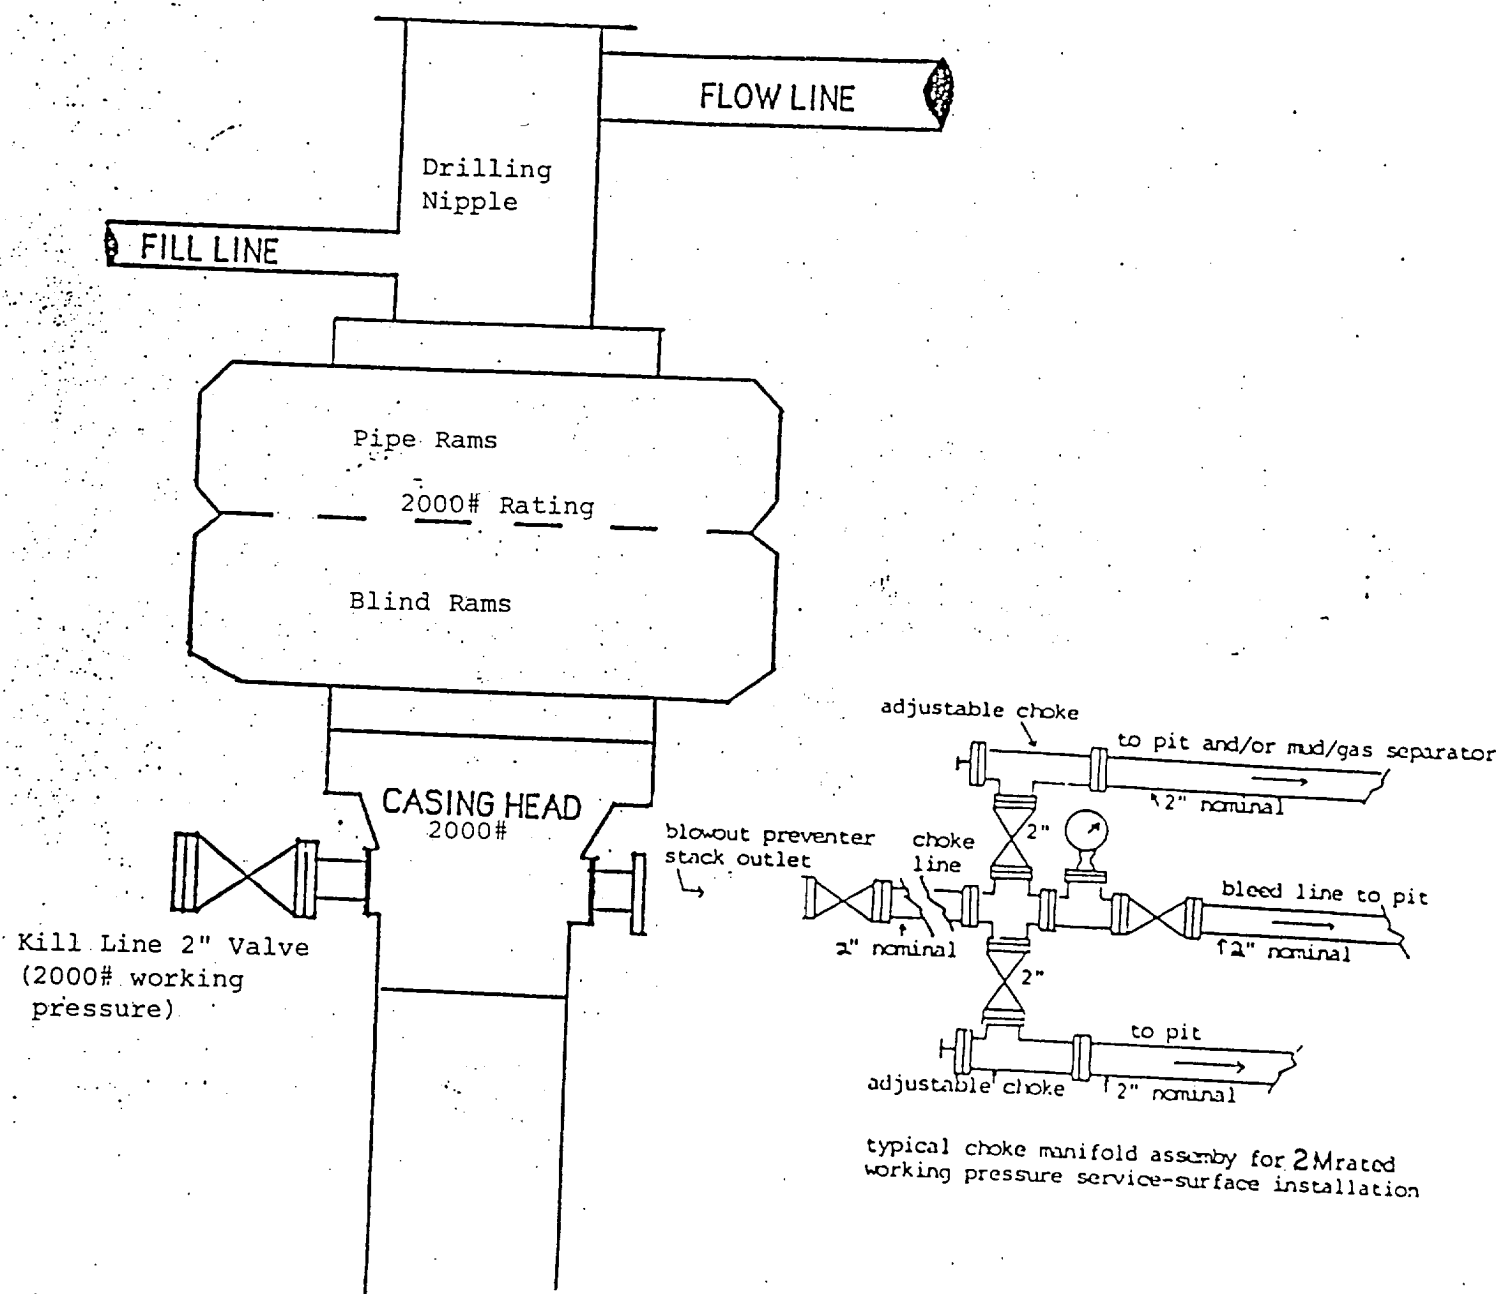 FLOW LINE
Drilling
Nipple
FILL LINE
Pipe Rams
2000# Rating
Blind Rams
CASING HEAD
2000#
Kill Line 2" Valve
(2000# working
pressure)
blowout preventer
stack outlet
adjustable choke
to pit and/or mud/gas separator
2" nominal
2"
choke
line
bleed line to pit
2" nominal
2" nominal
2"
to pit
adjustable choke
2" nominal
typical choke manifold assemby for 2M rated
working pressure service-surface installation